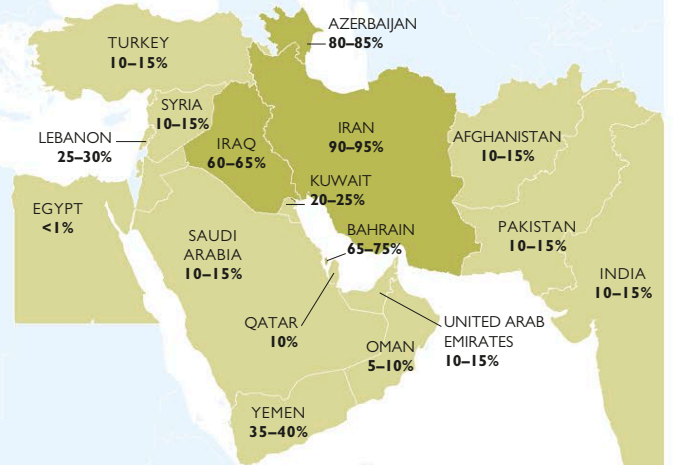 AZERBAIJAN
80–85%
TURKEY
10–15%
SYRIA
10–15%
LEBANON
25–30%
IRAQ
60–65%
IRAN
90–95%
AFGHANISTAN
10–15%
KUWAIT
20–25%
EGYPT
<1%
BAHRAIN
65–75%
SAUDI
ARABIA
10–15%
PAKISTAN
10–15%
INDIA
10–15%
QATAR
10%
UNITED ARAB
EMIRATES
10–15%
OMAN
5–10%
YEMEN
35–40%